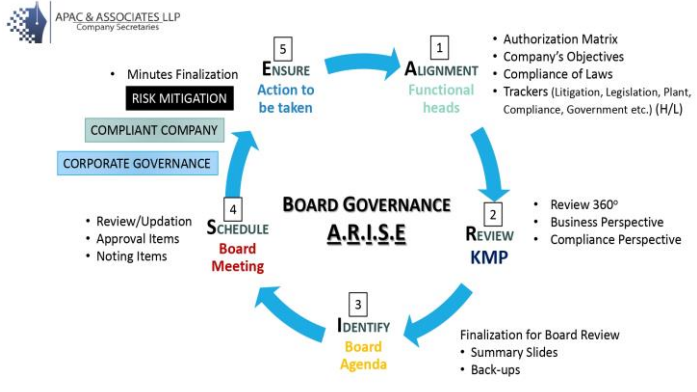 APAC & ASSOCIATES LLP
Company Secretaries
5
ENSURE
Action to
be taken
• Minutes Finalization
RISK MITIGATION
COMPLIANT COMPANY
CORPORATE GOVERNANCE
1
ALIGNMENT
Functional
heads
• Authorization Matrix
• Company's Objectives
• Compliance of Laws
• Trackers (Litigation, Legislation, Plant,
Compliance, Government etc.) (H/L)
BOARD GOVERNANCE
A.R.I.S.E
2
REVIEW
KMP
• Review 360°
• Business Perspective
• Compliance Perspective
4
SCHEDULE
Board
Meeting
• Review/Updation
• Approval Items
• Noting Items
3
IDENTIFY
Board
Agenda
Finalization for Board Review
• Summary Slides
• Back-ups